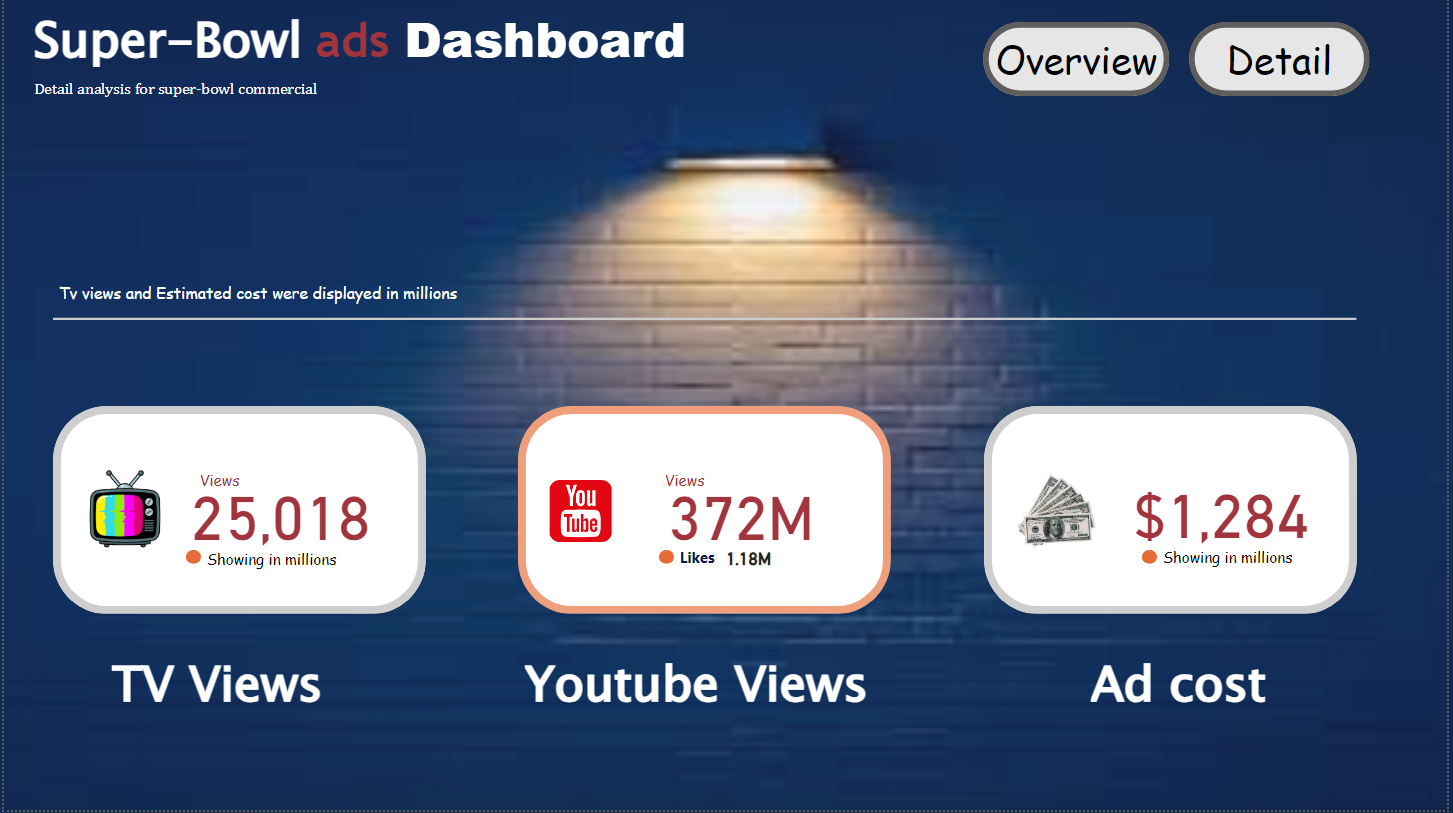 Super-Bowl ads Dashboard
Detail analysis for super-bowl commercial
Overview
Detail
Tv views and Estimated cost were displayed in millions
Views
25,018
Showing in millions
You
Tube
Views
372M
Likes 1.18M
$1,284
Showing in millions
TV Views
Youtube Views
Ad cost